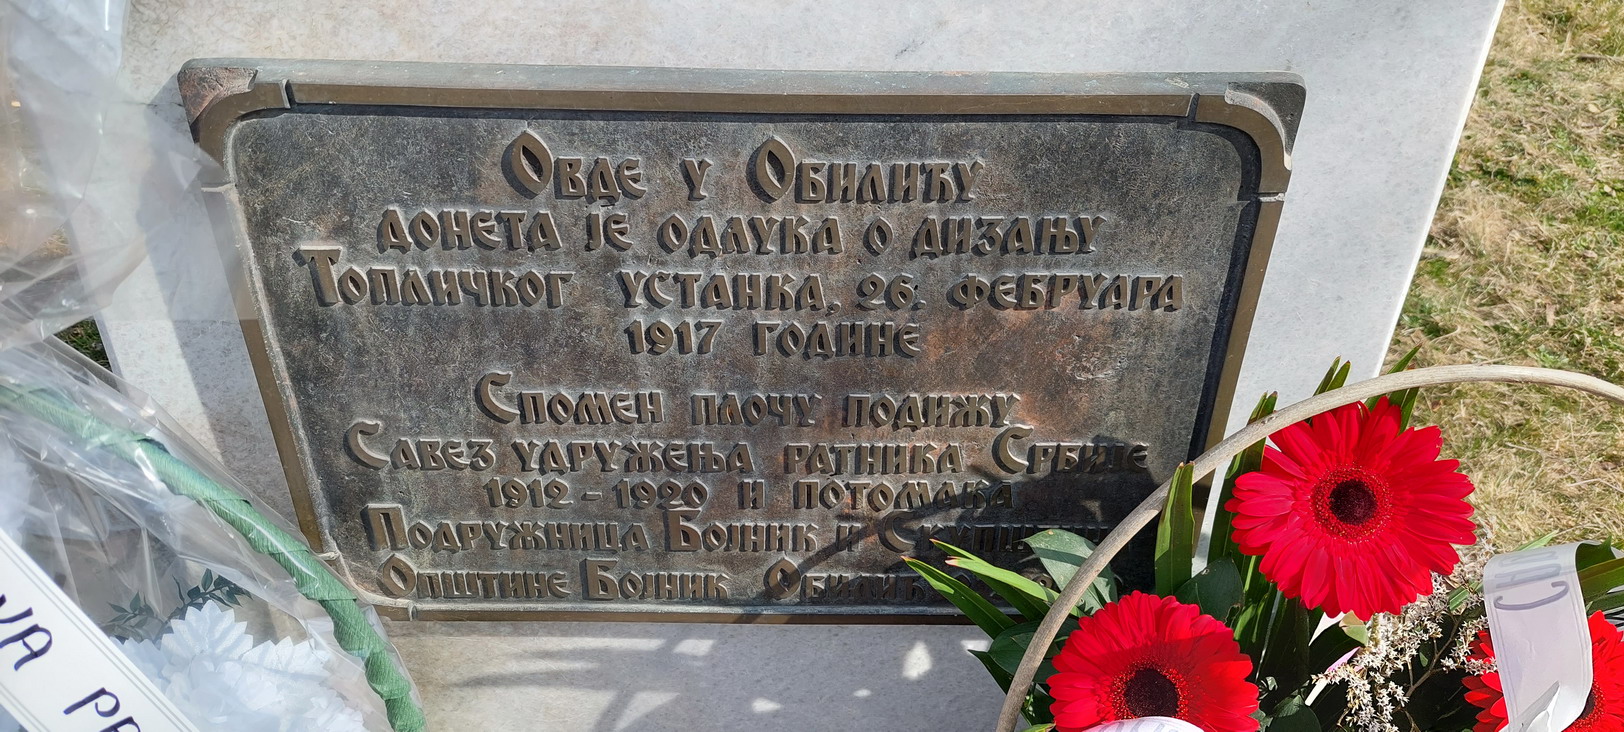 Овде у Обилићу
донета је одлука о дизању
Топличког устанка, 26. фебруара
1917 године
Спомен плочу подижу
Савез удружења ратника Србије
1912 - 1920 и потомака
Подружница Бојник и
Општине Бојник